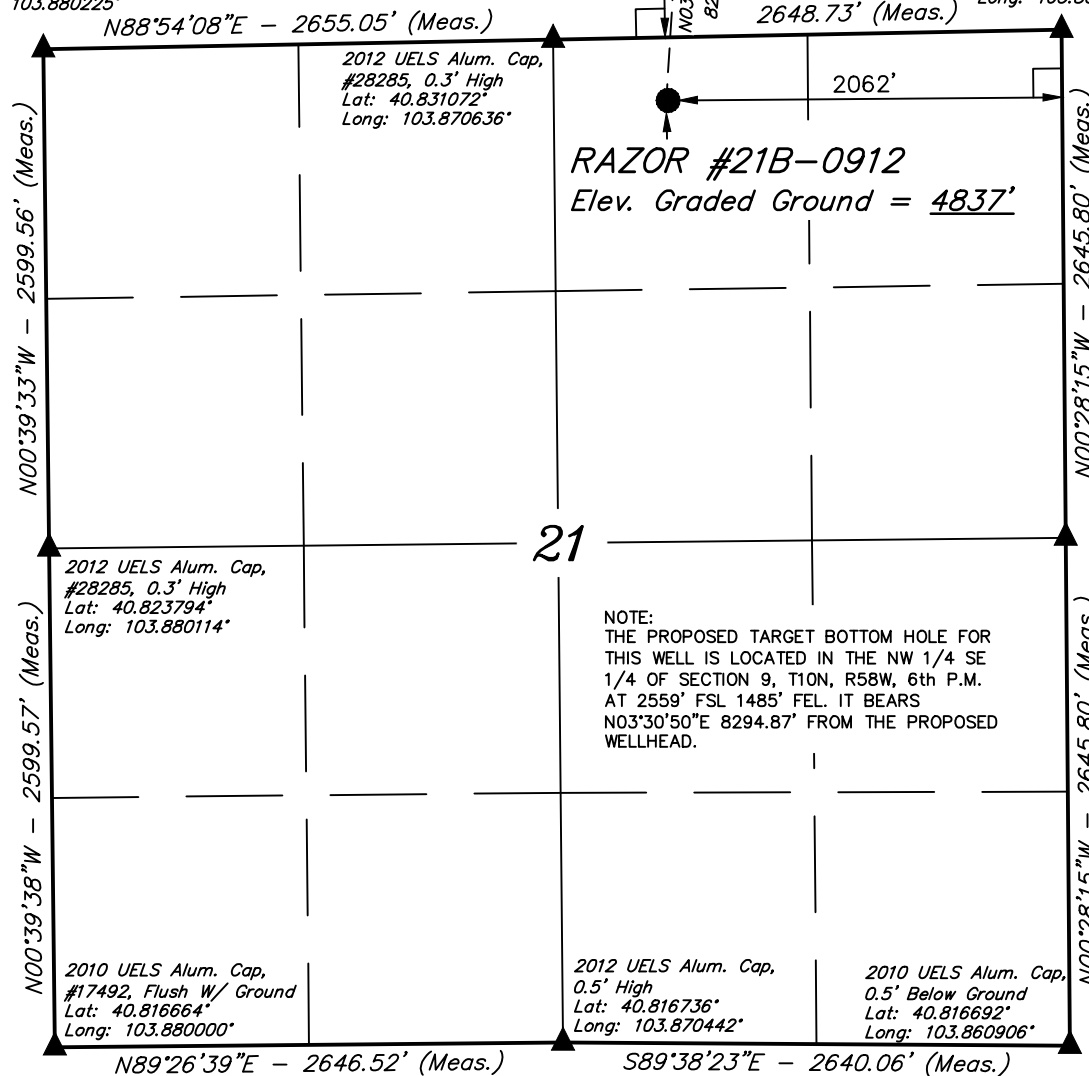 103.880225°
N88°54'08"E - 2655.05' (Meas.)
N03
82
2648.73' (Meas.)
2012 UELS Alum. Cap,
#28285, 0.3' High
Lat: 40.831072°
Long: 103.870636°
2062'
RAZOR #21B-0912
Elev. Graded Ground = 4837'
N00°39'33"W - 2599.56' (Meas.)
N00°28'15"W - 2645.80' (Meas.)
21
2012 UELS Alum. Cap,
#28285, 0.3' High
Lat: 40.823794°
Long: 103.880114°
NOTE:
THE PROPOSED TARGET BOTTOM HOLE FOR
THIS WELL IS LOCATED IN THE NW 1/4 SE
1/4 OF SECTION 9, T10N, R58W, 6th P.M.
AT 2559' FSL 1485' FEL. IT BEARS
N03°30'50"E 8294.87' FROM THE PROPOSED
WELLHEAD.
N00°39'38"W - 2599.57' (Meas.)
N00°28'15"W - 2645.80' (Meas.)
2010 UELS Alum. Cap,
#17492, Flush W/ Ground
Lat: 40.816664°
Long: 103.880000°
2012 UELS Alum. Cap,
0.5' High
Lat: 40.816736°
Long: 103.870442°
2010 UELS Alum. Cap,
0.5' Below Ground
Lat: 40.816692°
Long: 103.860906°
N89°26'39"E - 2646.52' (Meas.)
S89°38'23"E - 2640.06' (Meas.)